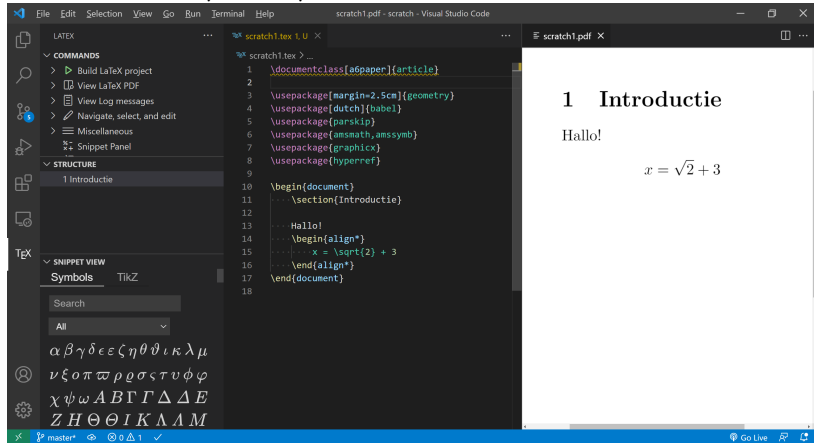 File Edit Selection View Go Run Terminal Help scratch1.pdf - scratch - Visual Studio Code
LATEX ···
COMMANDS
Build LaTeX project
View LaTeX PDF
View Log messages
Navigate, select, and edit
Miscellaneous
Snippet Panel
STRUCTURE
1 Introductie
TEX
SNIPPET VIEW
Symbols TikZ
Search
All
α β γ δ ϵ ε ζ η θ ϑ ι κ λ μ
ν ξ ο π ϖ ρ ϱ σ ς τ υ ϕ φ
χ ψ ω A B Γ Γ Δ Δ E
Z H Θ Θ I K Λ Λ M
TEX scratch1.tex 1, U ···
TEX scratch1.tex > ...
1 \documentclass[a6paper]{article}
2
3 \usepackage[margin=2.5cm]{geometry}
4 \usepackage[dutch]{babel}
5 \usepackage{parskip}
6 \usepackage{amsmath,amssymb}
7 \usepackage{graphicx}
8 \usepackage{hyperref}
9
10 \begin{document}
11 ····\section{Introductie}
12
13 ····Hallo!
14 ····\begin{align*}
15 ········x = \sqrt{2} + 3
16 ····\end{align*}
17 \end{document}
18
scratch1.pdf ···
1 Introductie
Hallo!
x = √2 + 3
5
master* 0 1 Go Live